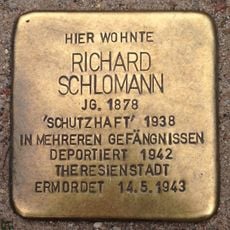 HIER WOHNTE
RICHARD
SCHLOMANN
JG. 1878
'SCHUTZHAFT' 1938
IN MEHREREN GEFÄNGNISSEN
DEPORTIERT 1942
THERESIENSTADT
ERMORDET 14.5.1943